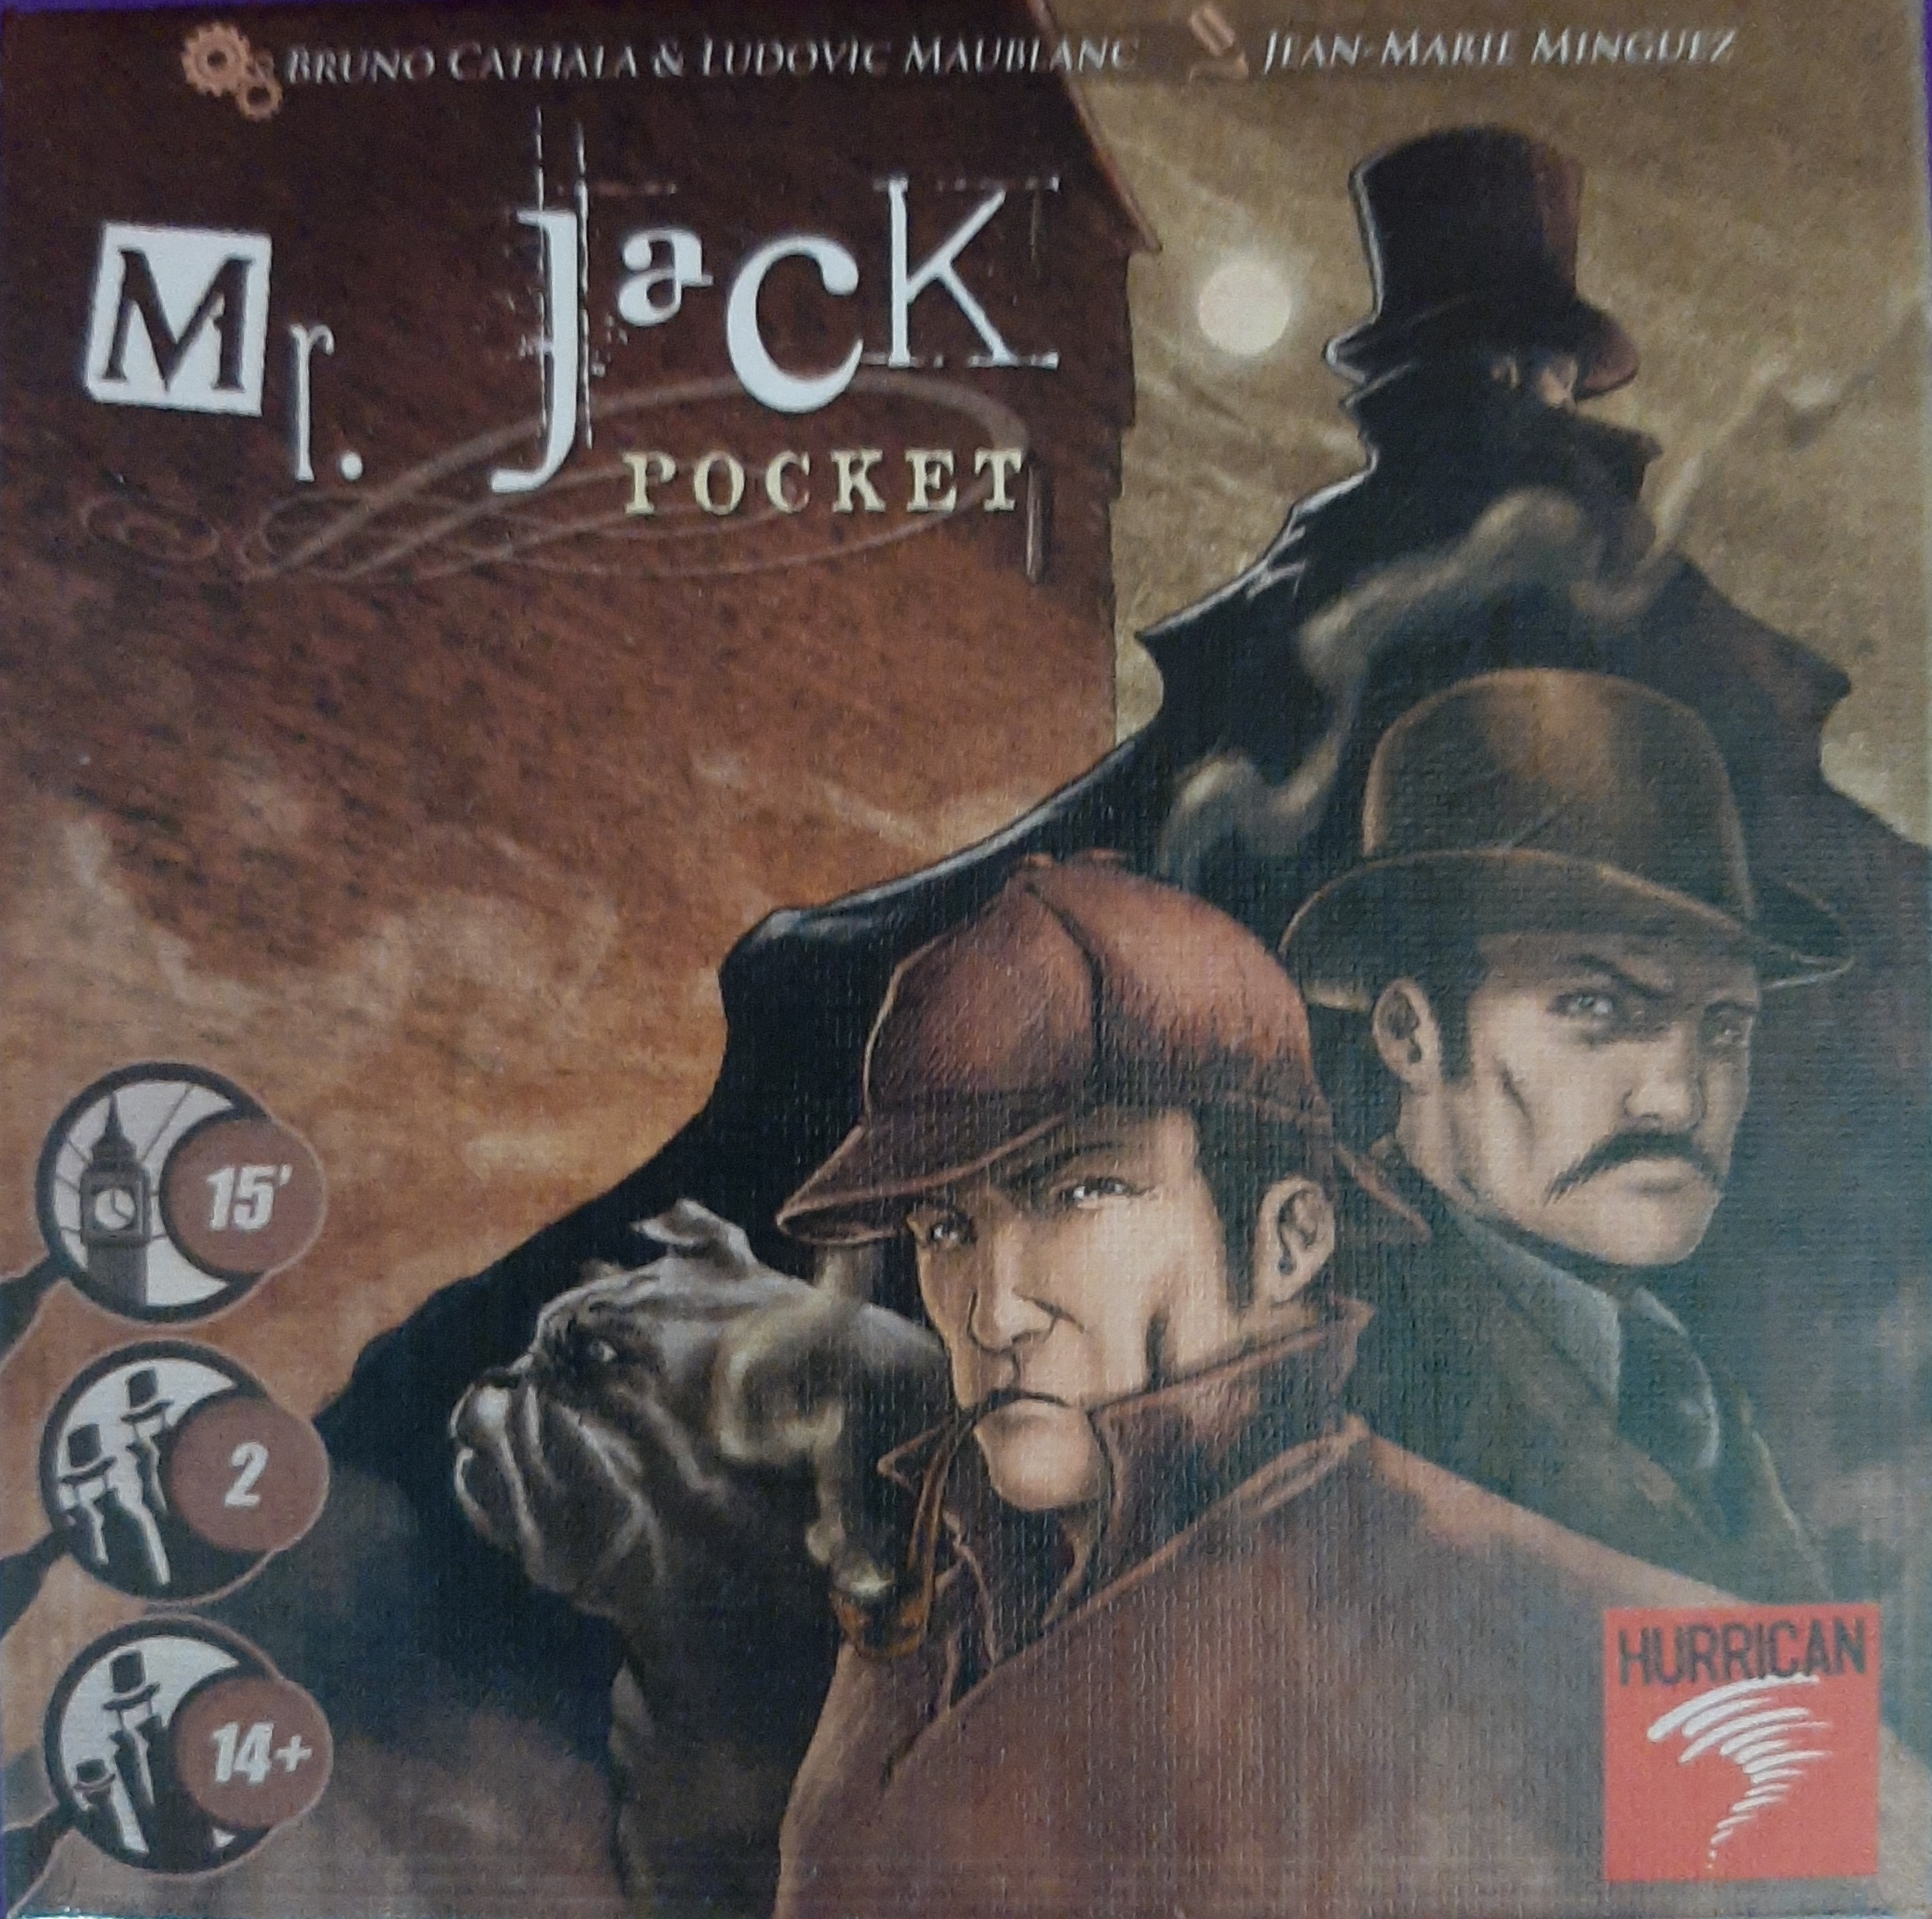 BRUNO CATHALA & LUDOVIC MAUBLANC
JEAN-MARIE MINGUEZ
Mr. Jack
POCKET
15'
2
14+
HURRICAN